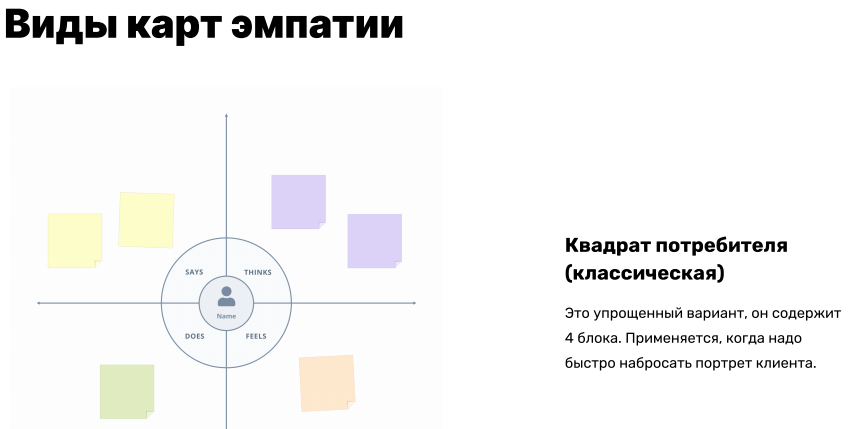 Виды карт эмпатии
SAYS
THINKS
Name
DOES
FEELS
Квадрат потребителя
(классическая)
Это упрощенный вариант, он содержит
4 блока. Применяется, когда надо
быстро набросать портрет клиента.